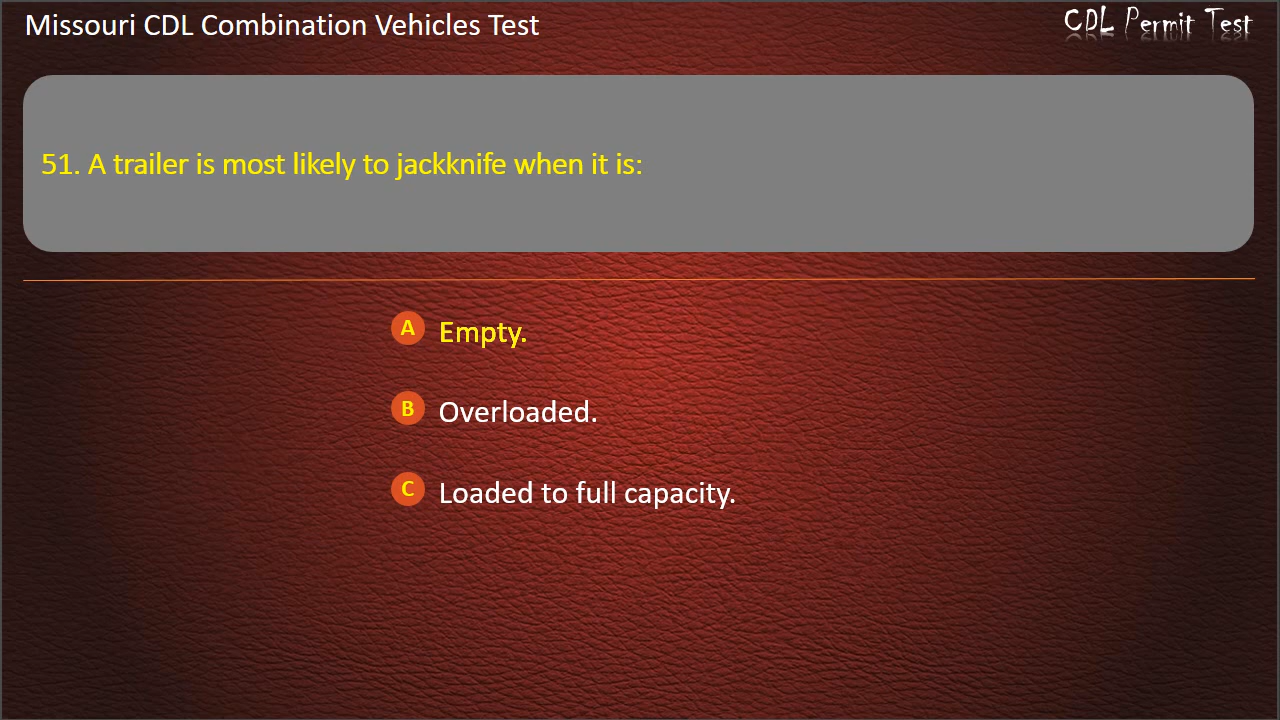 Missouri CDL Combination Vehicles Test
CDL Permit Test
51. A trailer is most likely to jackknife when it is:
A Empty.
B Overloaded.
C Loaded to full capacity.